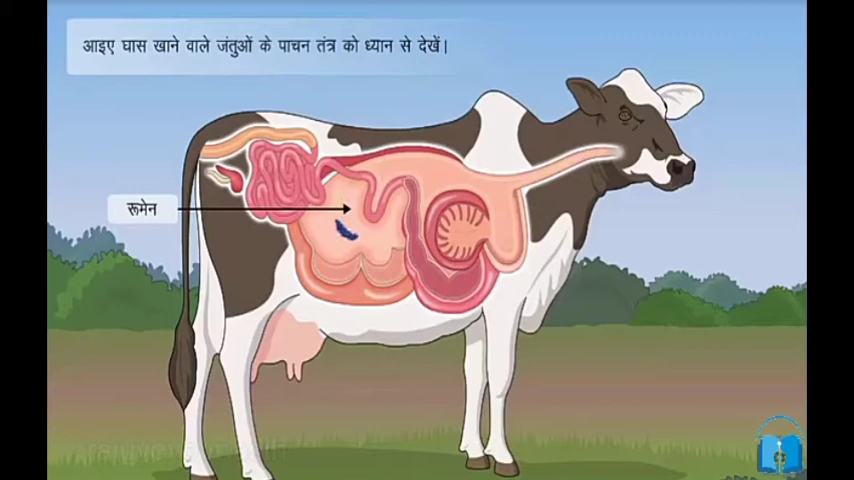 आइए घास खाने वाले जंतुओं के पाचन तंत्र को ध्यान से देखें।
रूमेन